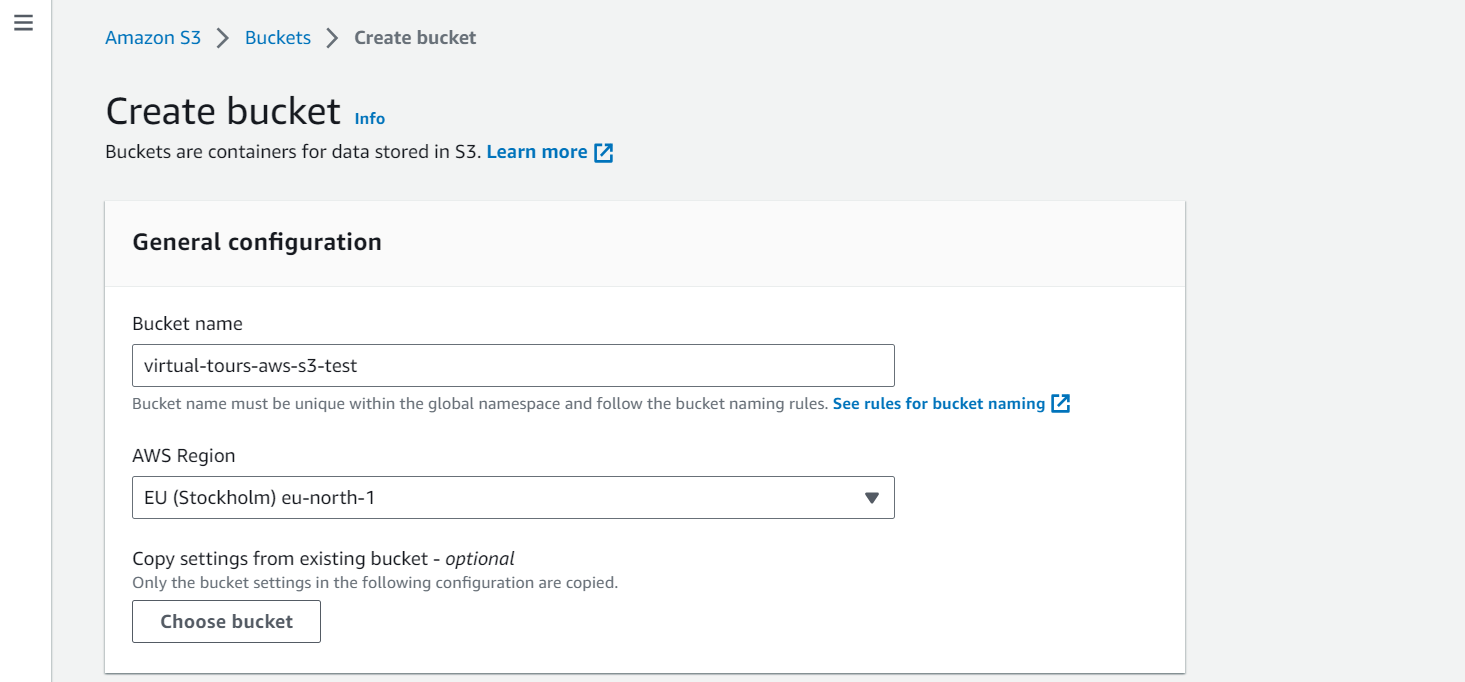 Amazon S3 > Buckets > Create bucket
Create bucket Info
Buckets are containers for data stored in S3. Learn more
General configuration
Bucket name
virtual-tours-aws-s3-test
Bucket name must be unique within the global namespace and follow the bucket naming rules. See rules for bucket naming
AWS Region
EU (Stockholm) eu-north-1
Copy settings from existing bucket - optional
Only the bucket settings in the following configuration are copied.
Choose bucket